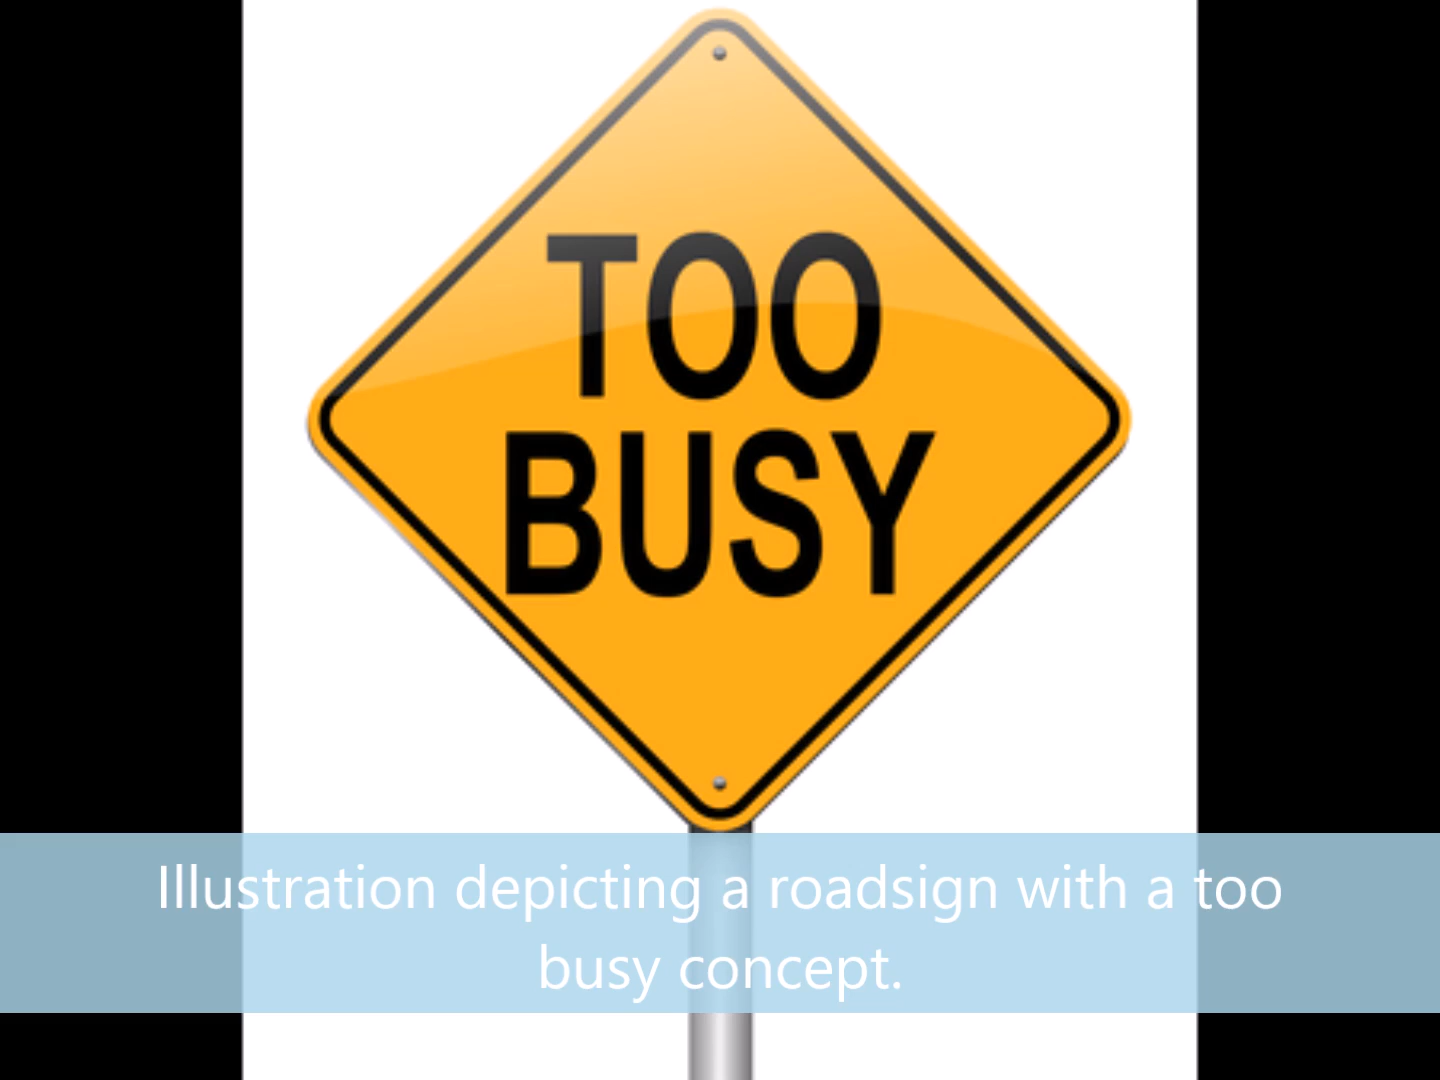 TOO
BUSY
Illustration depicting a roadsign with a too
busy concept.